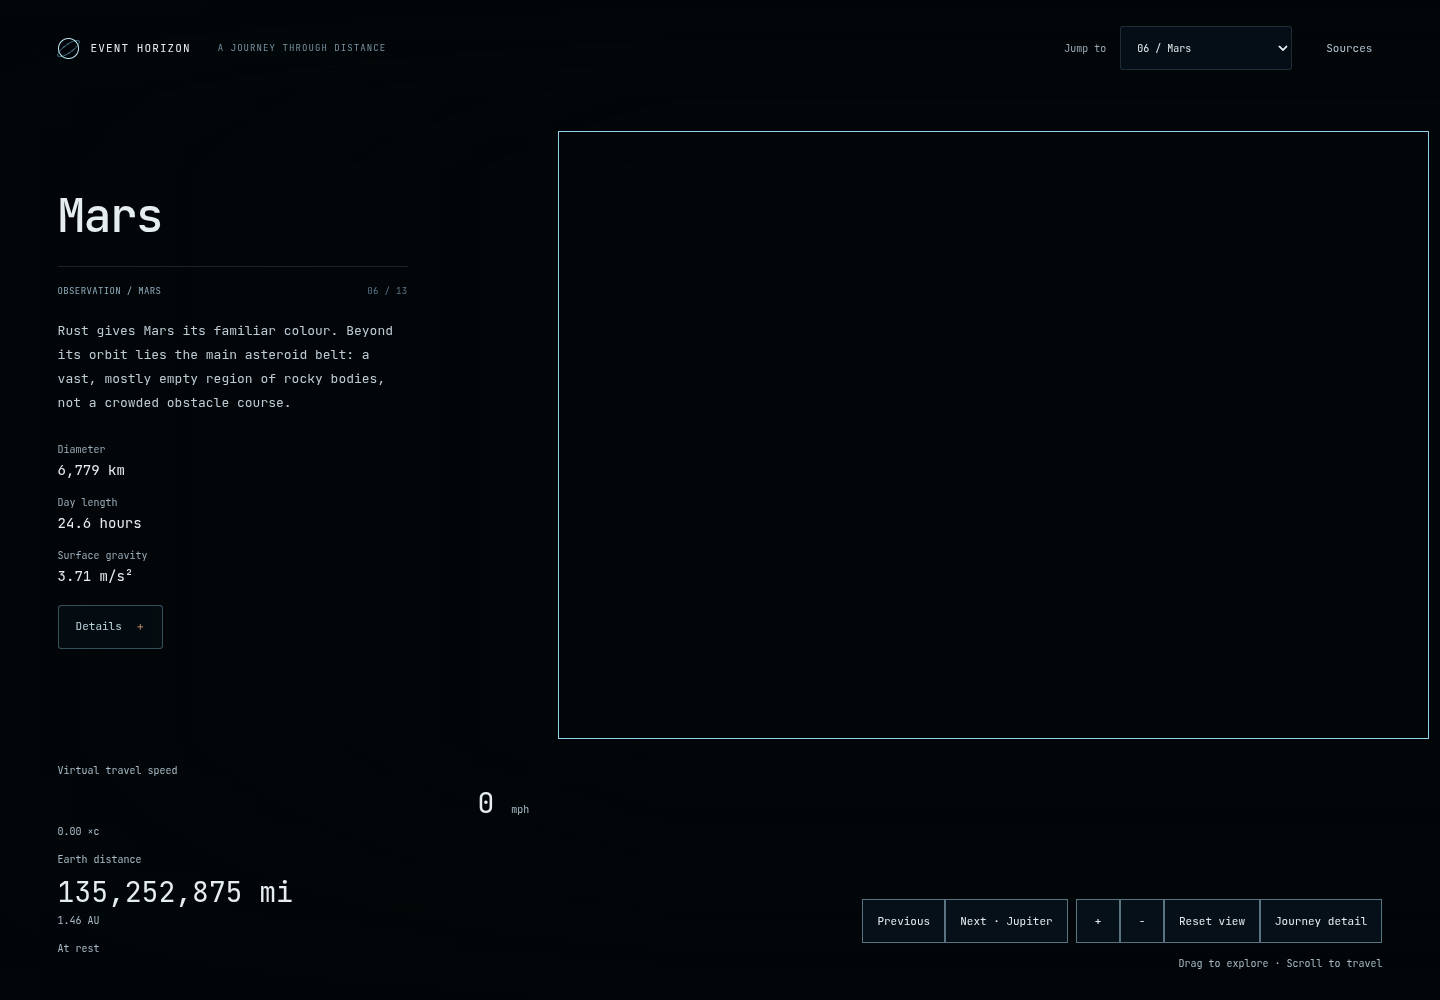 EVENT HORIZON
A JOURNEY THROUGH DISTANCE
Jump to
06 / Mars
Sources
Mars
OBSERVATION / MARS
06 / 13
Rust gives Mars its familiar colour. Beyond
its orbit lies the main asteroid belt: a
vast, mostly empty region of rocky bodies,
not a crowded obstacle course.
Diameter
6,779 km
Day length
24.6 hours
Surface gravity
3.71 m/s²
Details +
Virtual travel speed
0 mph
0.00 ×c
Earth distance
135,252,875 mi
1.46 AU
At rest
Previous
Next · Jupiter
+
-
Reset view
Journey detail
Drag to explore · Scroll to travel